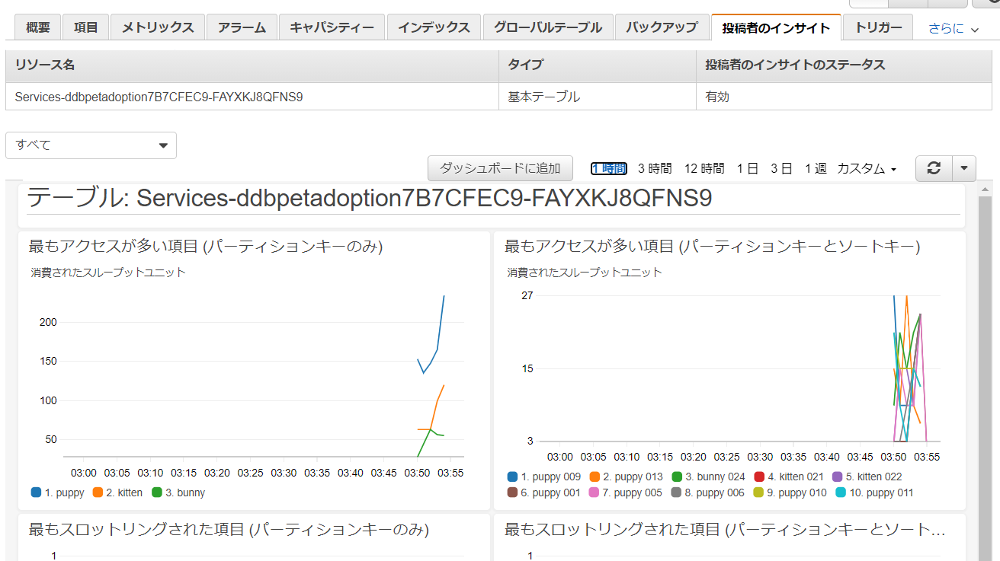 概要 項目 メトリックス アラーム キャパシティー インデックス グローバルテーブル バックアップ 投稿者のインサイト トリガー さらに
リソース名 タイプ 投稿者のインサイトのステータス
Services-ddbpetadoption7B7CFEC9-FAYXKJ8QFNS9 基本テーブル 有効
すべて
ダッシュボードに追加 1 時間 3 時間 12 時間 1 日 3 日 1 週 カスタム
テーブル: Services-ddbpetadoption7B7CFEC9-FAYXKJ8QFNS9
最もアクセスが多い項目 (パーティションキーのみ)
消費されたスループットユニット
200
150
100
50
03:00 03:05 03:10 03:15 03:20 03:25 03:30 03:35 03:40 03:45 03:50 03:55
1. puppy 2. kitten 3. bunny
最もアクセスが多い項目 (パーティションキーとソートキー)
消費されたスループットユニット
27
15
3
03:00 03:05 03:10 03:15 03:20 03:25 03:30 03:35 03:40 03:45 03:50 03:55
1. puppy 009 2. puppy 013 3. bunny 024 4. kitten 021 5. kitten 022
6. puppy 001 7. puppy 005 8. puppy 006 9. puppy 010 10. puppy 011
最もスロットリングされた項目 (パーティションキーのみ)
1
最もスロットリングされた項目 (パーティションキーとソート…
1